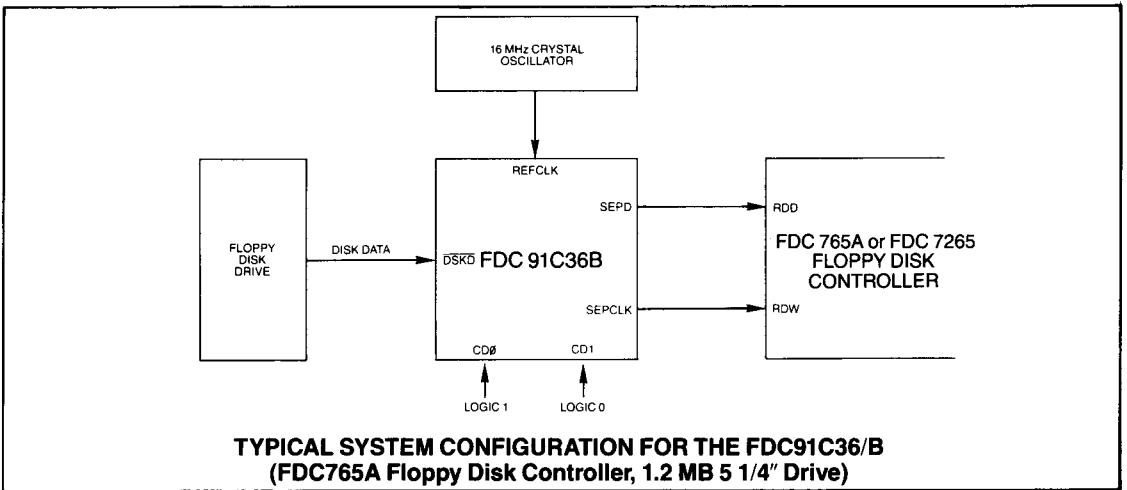 16 MHz CRYSTAL
OSCILLATOR
REFCLK
SEPD
RDD
FLOPPY
DISK
DRIVE
DISK DATA
DSKD
FDC 91C36B
FDC 765A or FDC 7265
FLOPPY DISK
CONTROLLER
SEPCLK
RDW
CDØ
CD1
LOGIC 1
LOGIC 0
TYPICAL SYSTEM CONFIGURATION FOR THE FDC91C36/B
(FDC765A Floppy Disk Controller, 1.2 MB 5 1/4″ Drive)